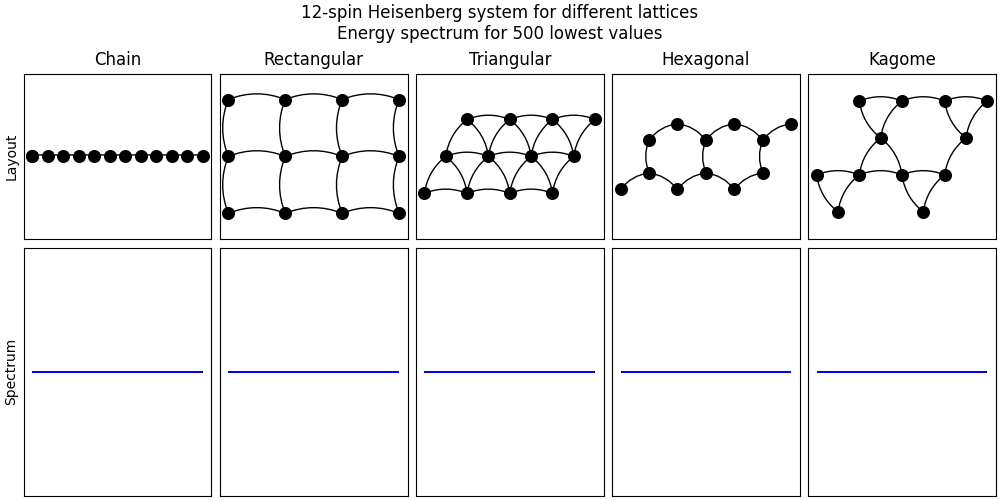 12-spin Heisenberg system for different lattices
Energy spectrum for 500 lowest values
Chain
Rectangular
Triangular
Hexagonal
Kagome
Layout
Spectrum